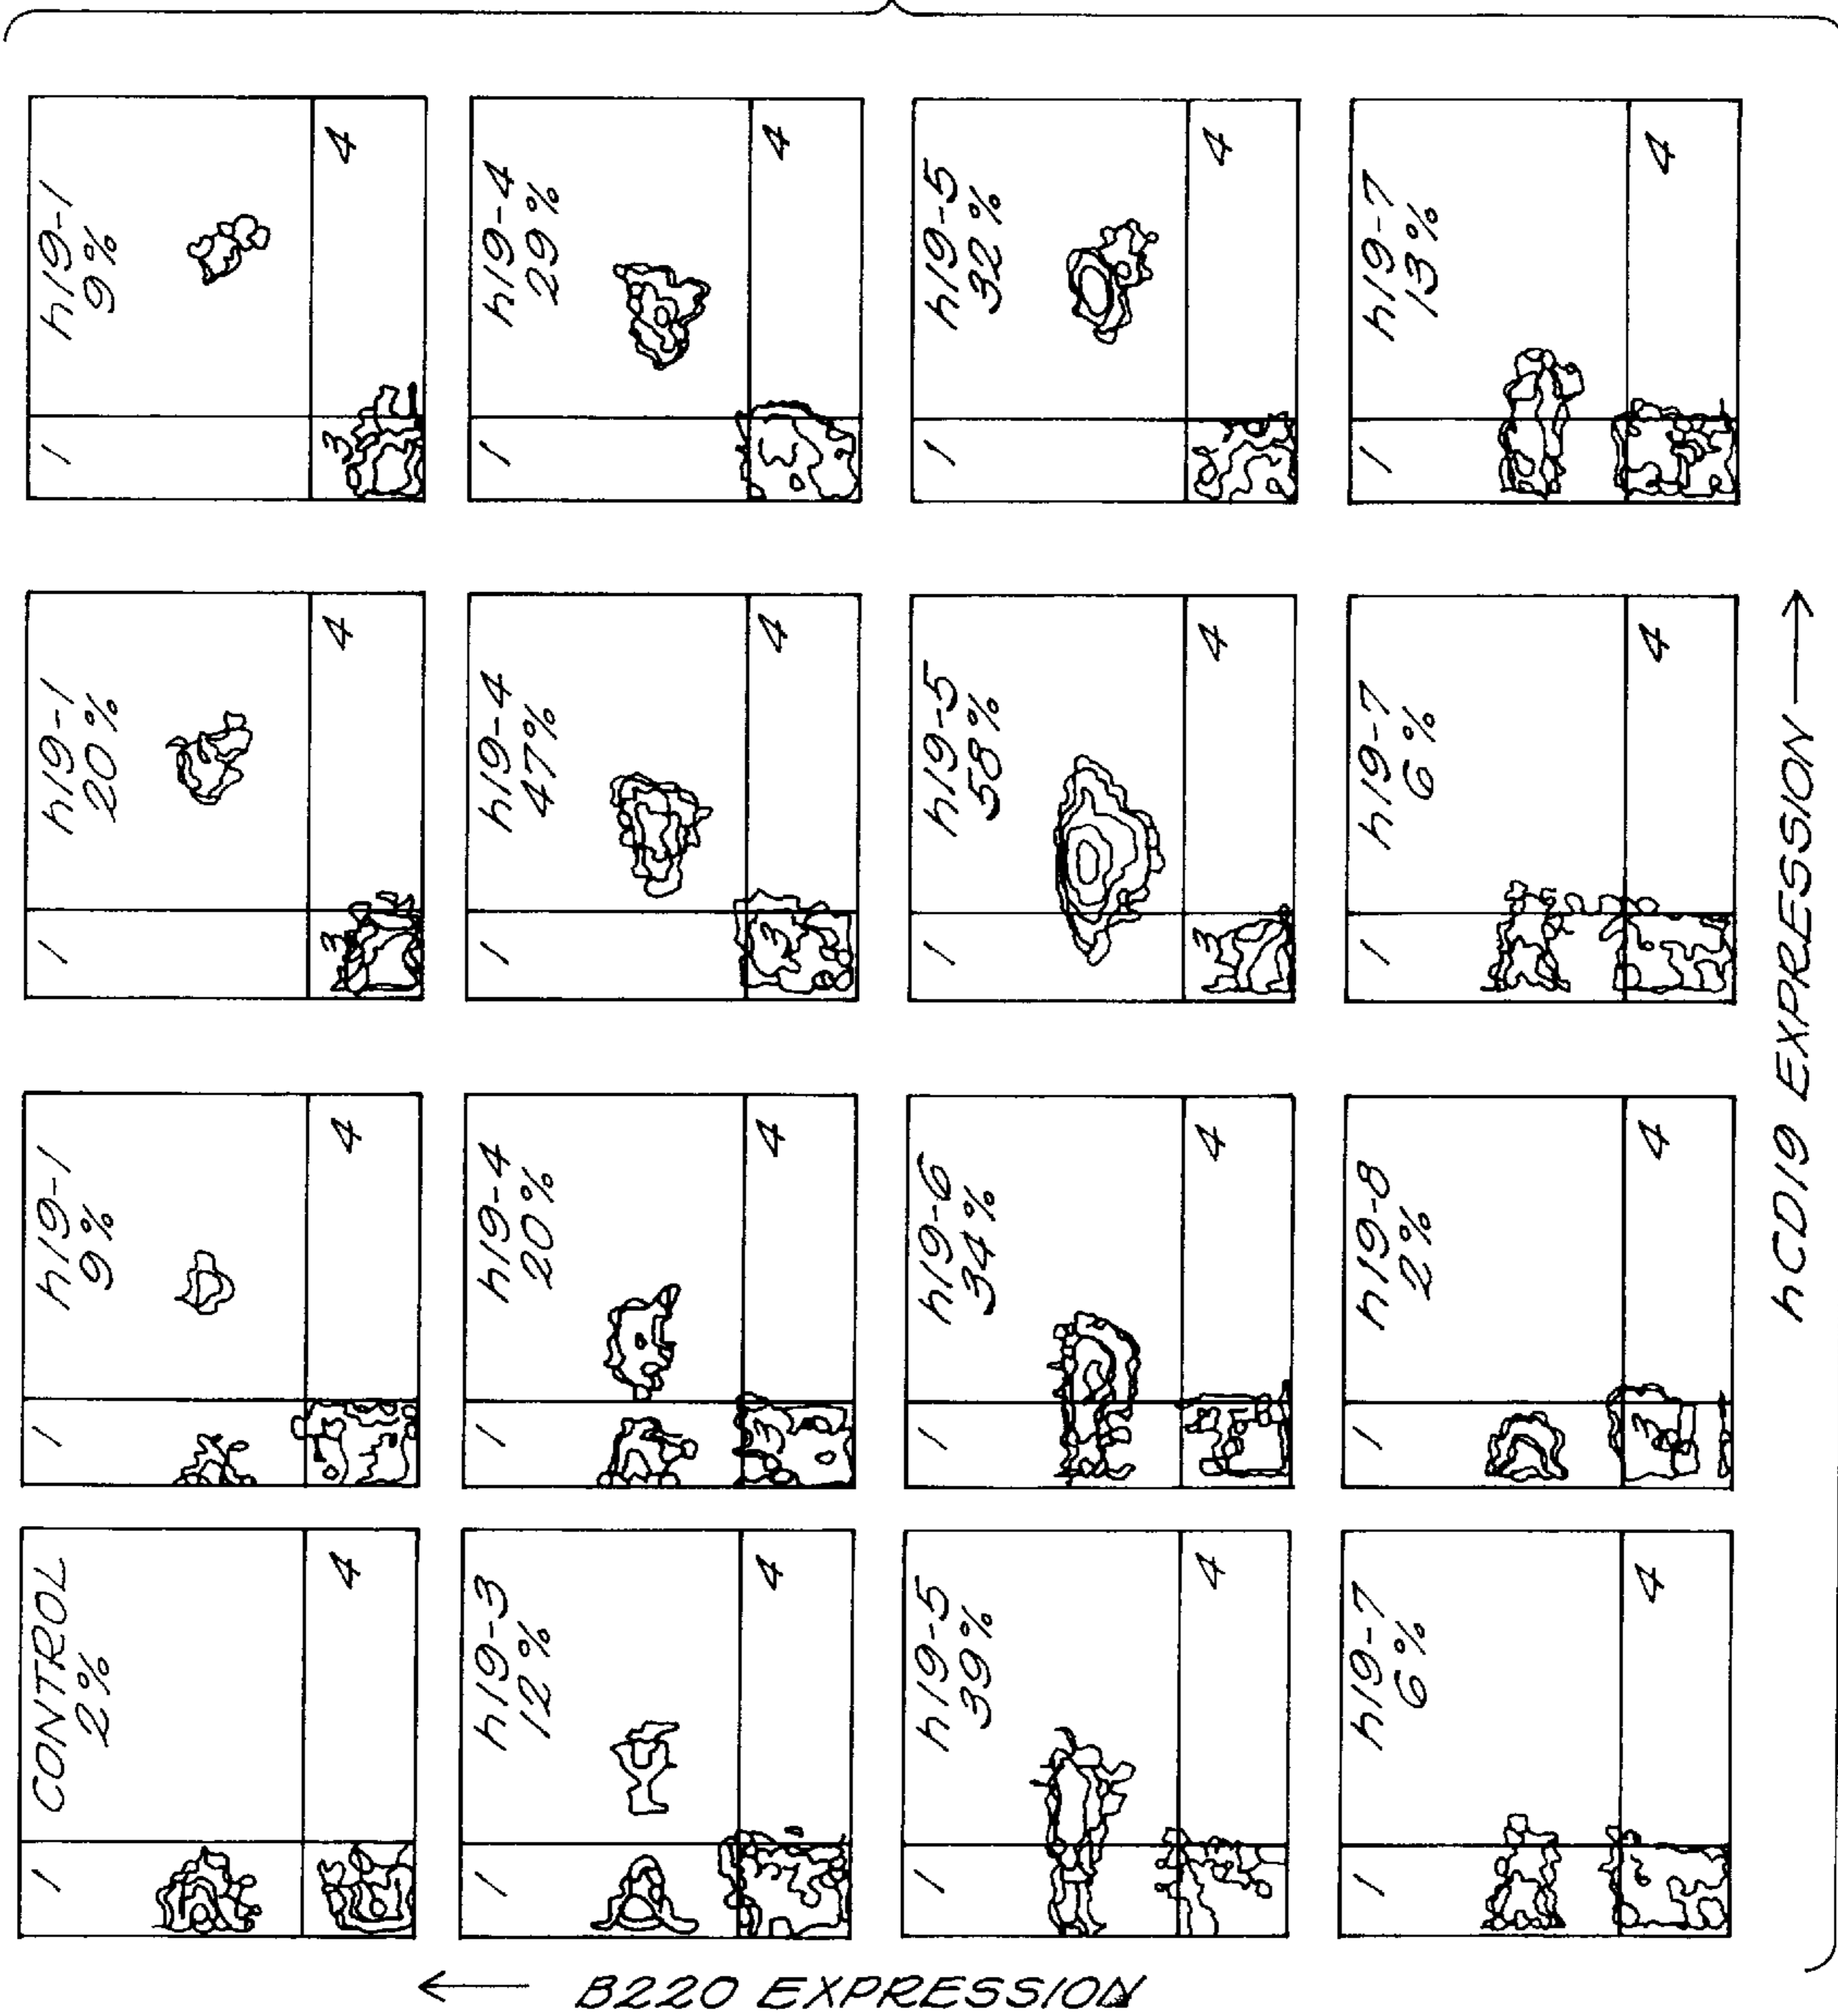 1 CONTROL
2%
4
1 h19-1
9%
4
1 h19-1
20%
3 4
1 h19-1
9%
3 4
1 h19-3
12%
4
1 h19-4
20%
3 4
1 h19-4
47%
3 4
1 h19-4
29%
4
1 h19-5
39%
4
1 h19-6
34%
4
1 h19-5
58%
3 4
1 h19-5
32%
4
1 h19-7
6%
4
1 h19-8
2%
3 4
1 h19-7
6%
4
1 h19-7
13%
4
B220 EXPRESSION
hCD19 EXPRESSION